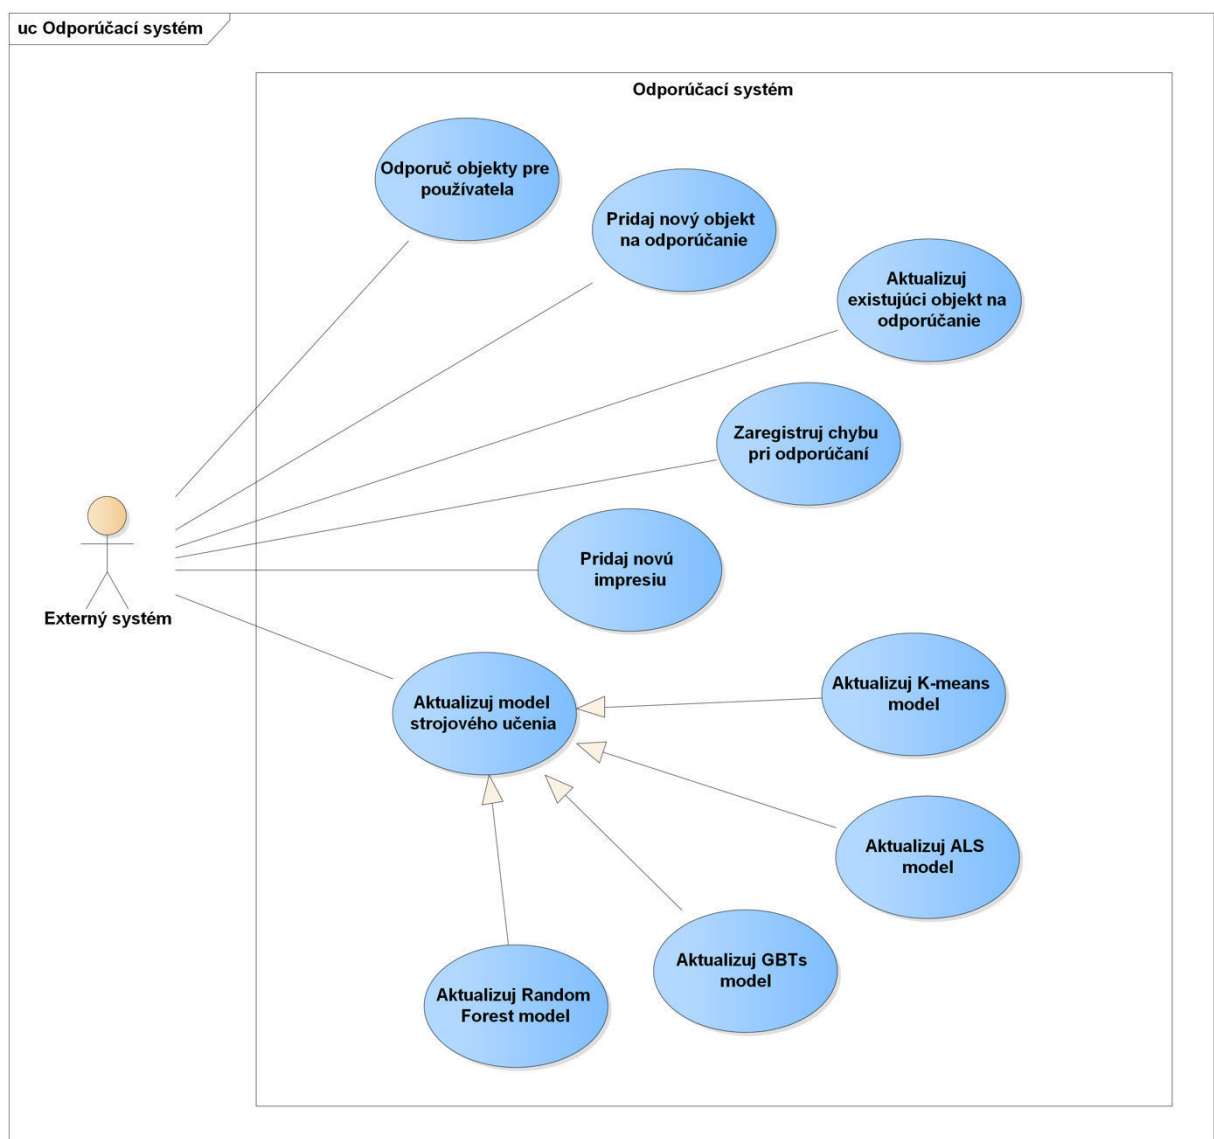 uc Odporúčací systém
Odporúčací systém
Odporuč objekty pre
používatela
Pridaj nový objekt
na odporúčanie
Aktualizuj
existujúci objekt na
odporúčanie
Zaregistruj chybu
pri odporúčaní
Pridaj novú
impresiu
Externý systém
Aktualizuj model
strojového učenia
Aktualizuj K-means
model
Aktualizuj ALS
model
Aktualizuj GBTs
model
Aktualizuj Random
Forest model